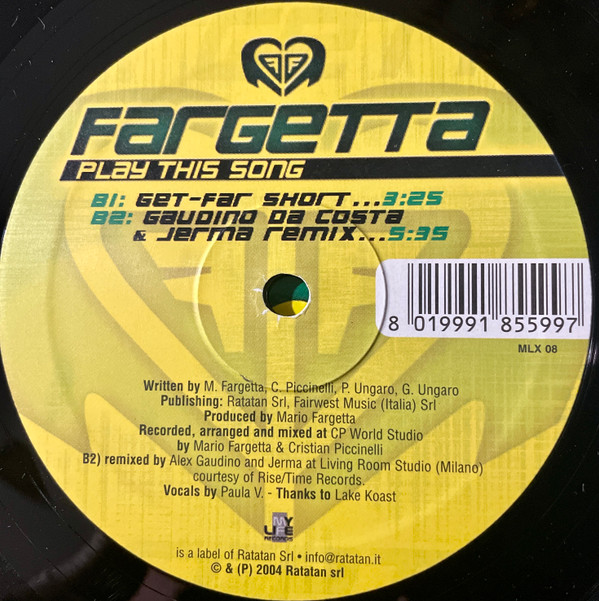 Fargetta
PLAY THIS SONG
B1: Get-Far Short...3:25
B2: Gaudino Da Costa
& Jerma Remix...5:35
8 019991 855997
MLX 08
Written by M. Fargetta, C. Piccinelli, P. Ungaro, G. Ungaro
Publishing: Ratatan Srl, Fairwest Music (Italia) Srl
Produced by Mario Fargetta
Recorded, arranged and mixed at CP World Studio
by Mario Fargetta & Cristian Piccinelli
B2) remixed by Alex Gaudino and Jerma at Living Room Studio (Milano)
courtesy of Rise/Time Records.
Vocals by Paula V. - Thanks to Lake Koast
MY
LIFE
RECORDS
is a label of Ratatan Srl • info@ratatan.it
© & (P) 2004 Ratatan srl